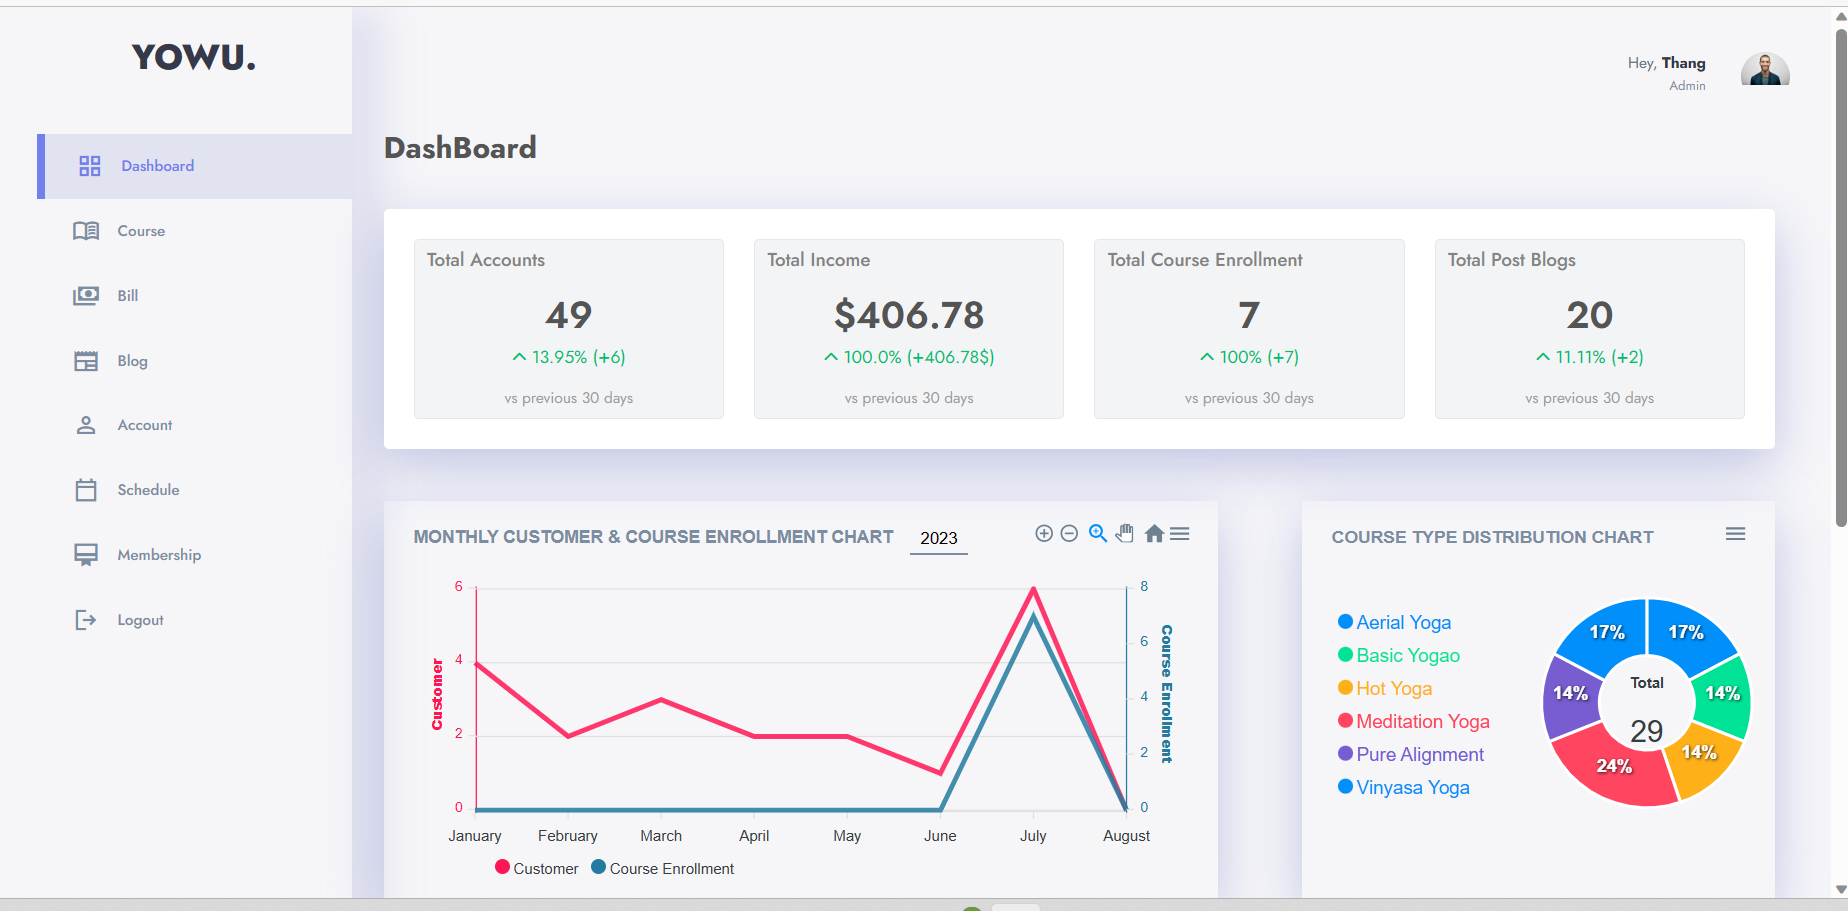 YOWU.
Hey, Thang
Admin
Dashboard
Course
Bill
Blog
Account
Schedule
Membership
Logout
DashBoard
Total Accounts
49
13.95% (+6)
vs previous 30 days
Total Income
$406.78
100.0% (+406.78$)
vs previous 30 days
Total Course Enrollment
7
100% (+7)
vs previous 30 days
Total Post Blogs
20
11.11% (+2)
vs previous 30 days
MONTHLY CUSTOMER & COURSE ENROLLMENT CHART
2023
6
4
2
0
Customer
8
6
4
2
0
Course Enrollment
January February March April May June July August
Customer Course Enrollment
COURSE TYPE DISTRIBUTION CHART
Aerial Yoga
Basic Yogao
Hot Yoga
Meditation Yoga
Pure Alignment
Vinyasa Yoga
17% 17%
14% 14%
14%
24%
Total
29